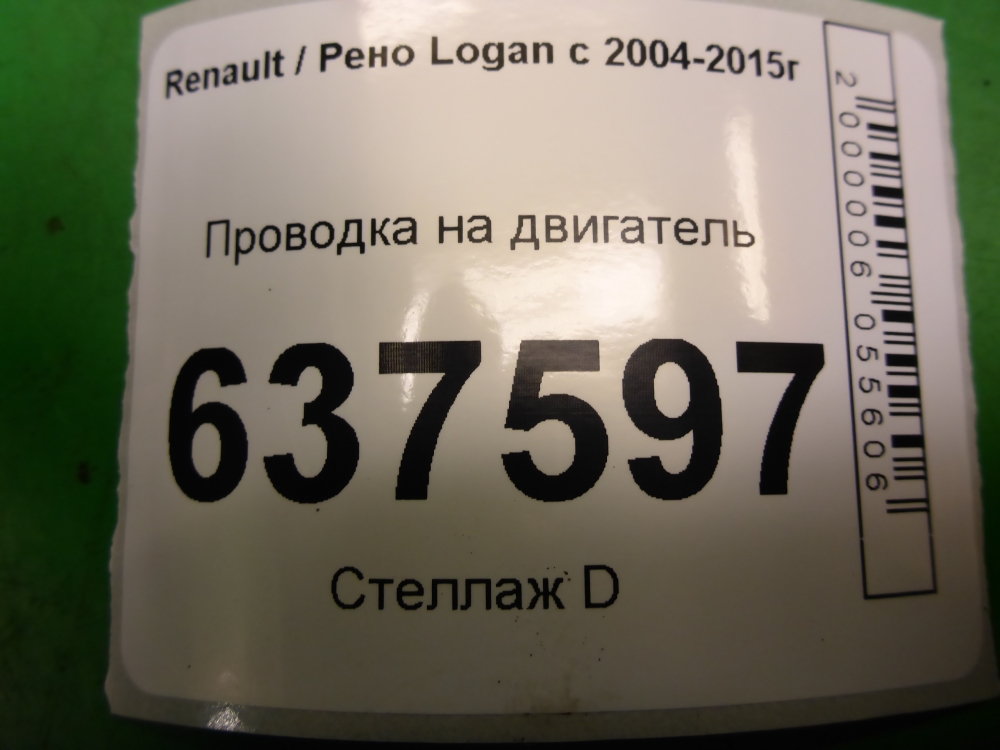 Renault / Рено Logan с 2004-2015г
Проводка на двигатель
637597
Стеллаж D
2000006055606